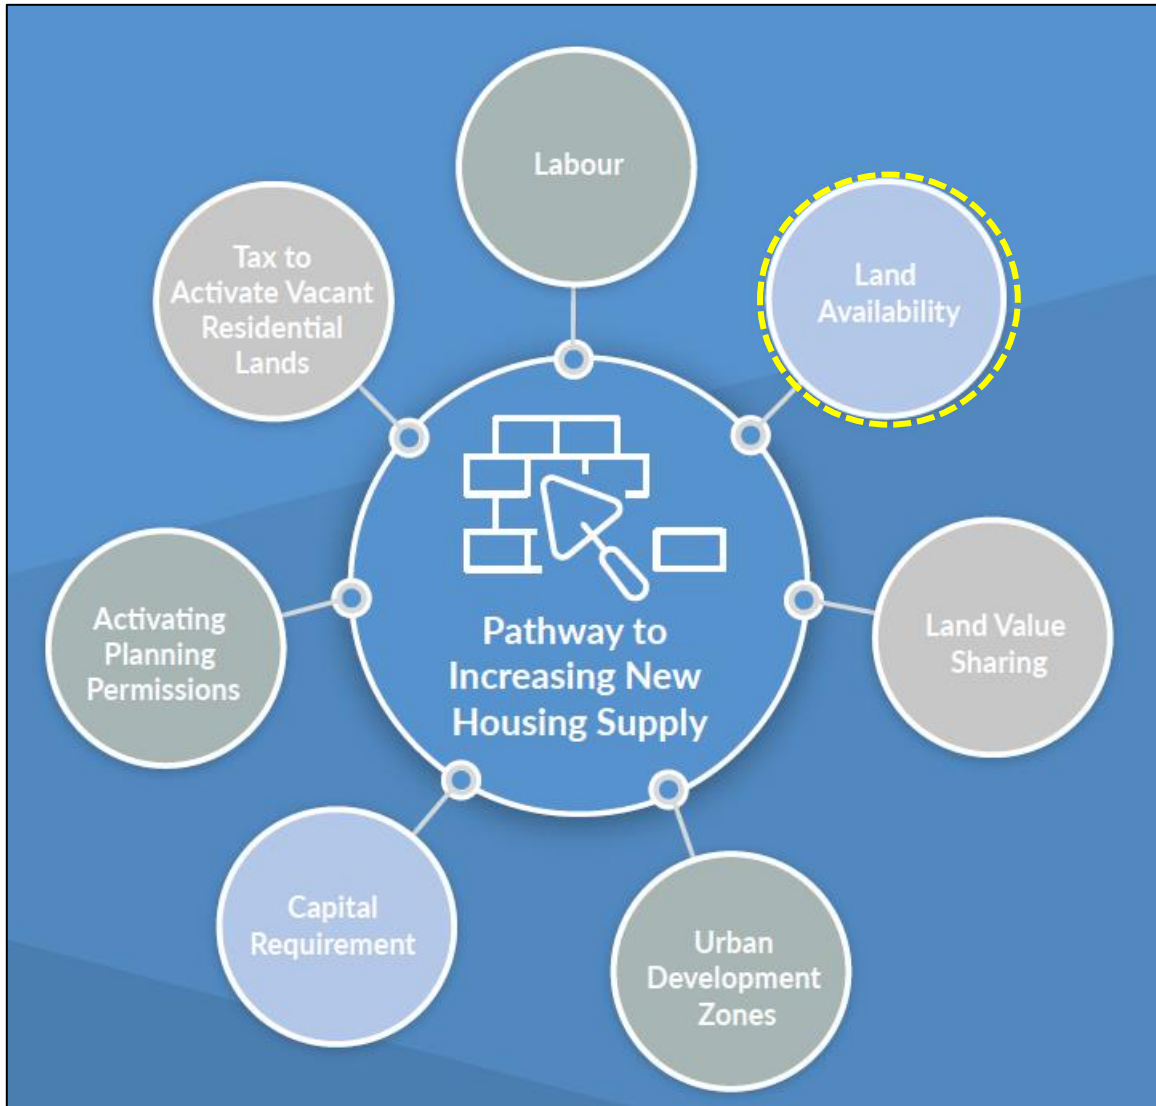 Labour
Land
Availability
Land Value
Sharing
Urban
Development
Zones
Capital
Requirement
Activating
Planning
Permissions
Tax to
Activate Vacant
Residential
Lands
Pathway to
Increasing New
Housing Supply